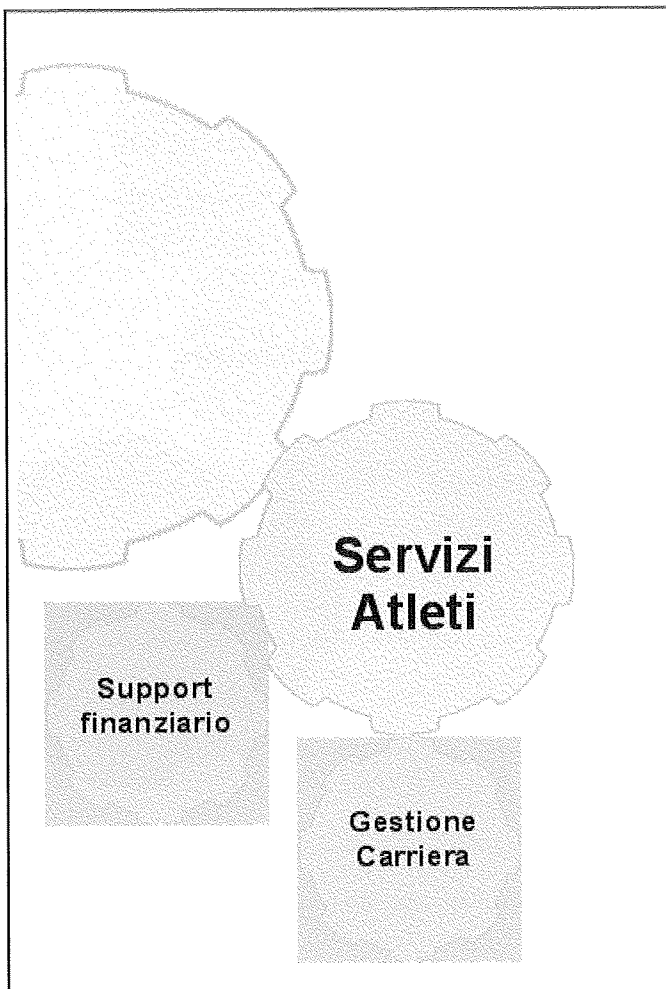 Servizi
Atleti
Support
finanziario
Gestione
Carriera